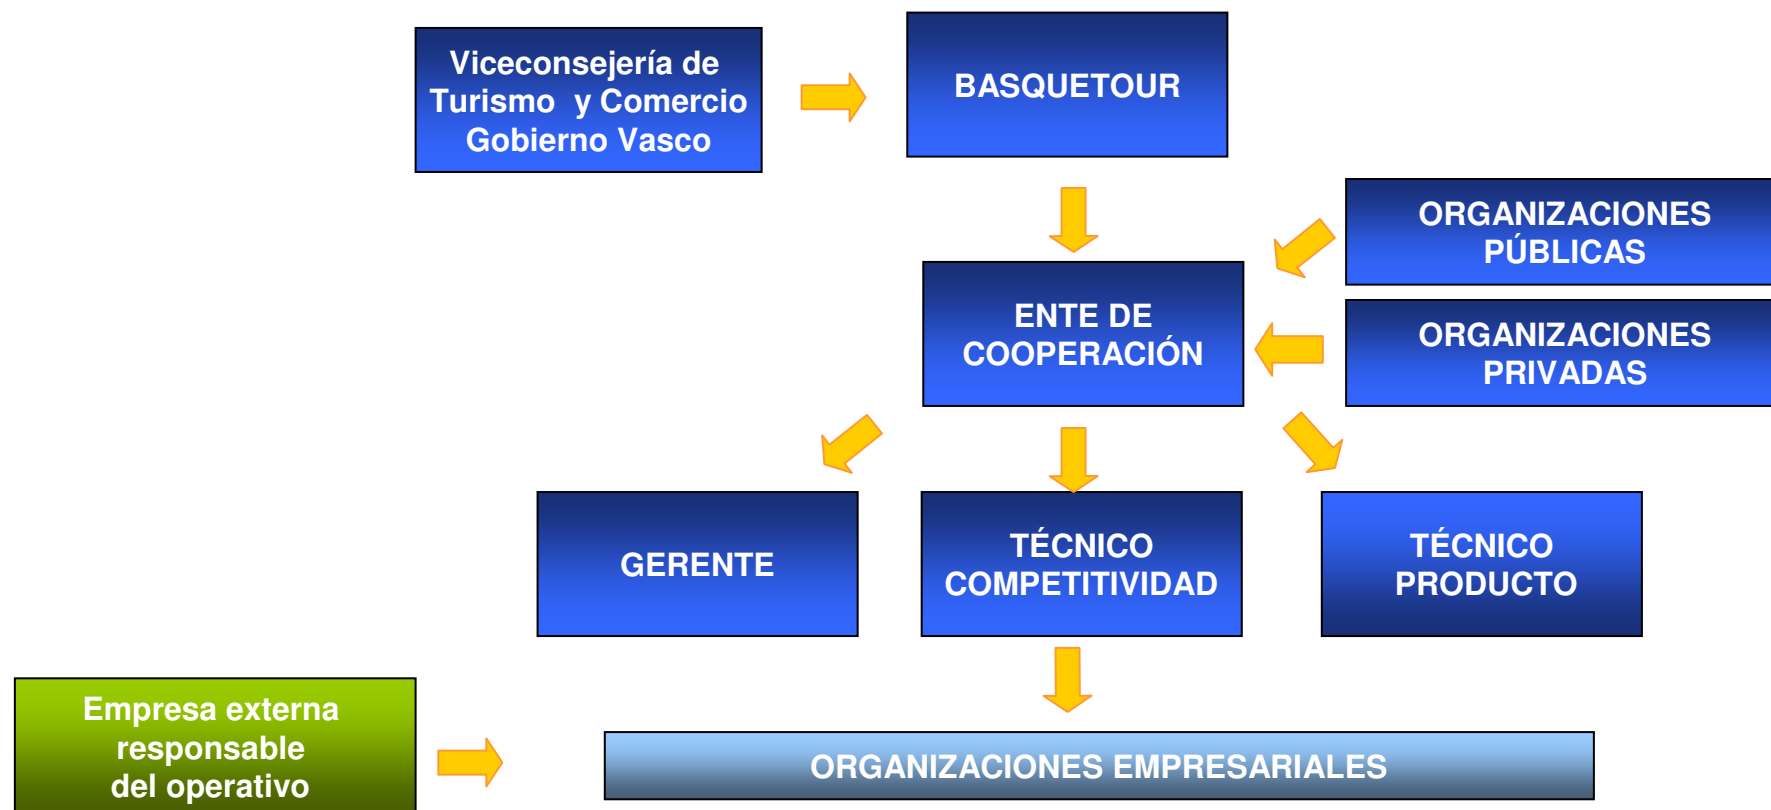 Viceconsejería de
Turismo y Comercio
Gobierno Vasco
BASQUETOUR
ORGANIZACIONES
PÚBLICAS
ENTE DE
COOPERACIÓN
ORGANIZACIONES
PRIVADAS
GERENTE
TÉCNICO
COMPETITIVIDAD
TÉCNICO
PRODUCTO
Empresa externa
responsable
del operativo
ORGANIZACIONES EMPRESARIALES